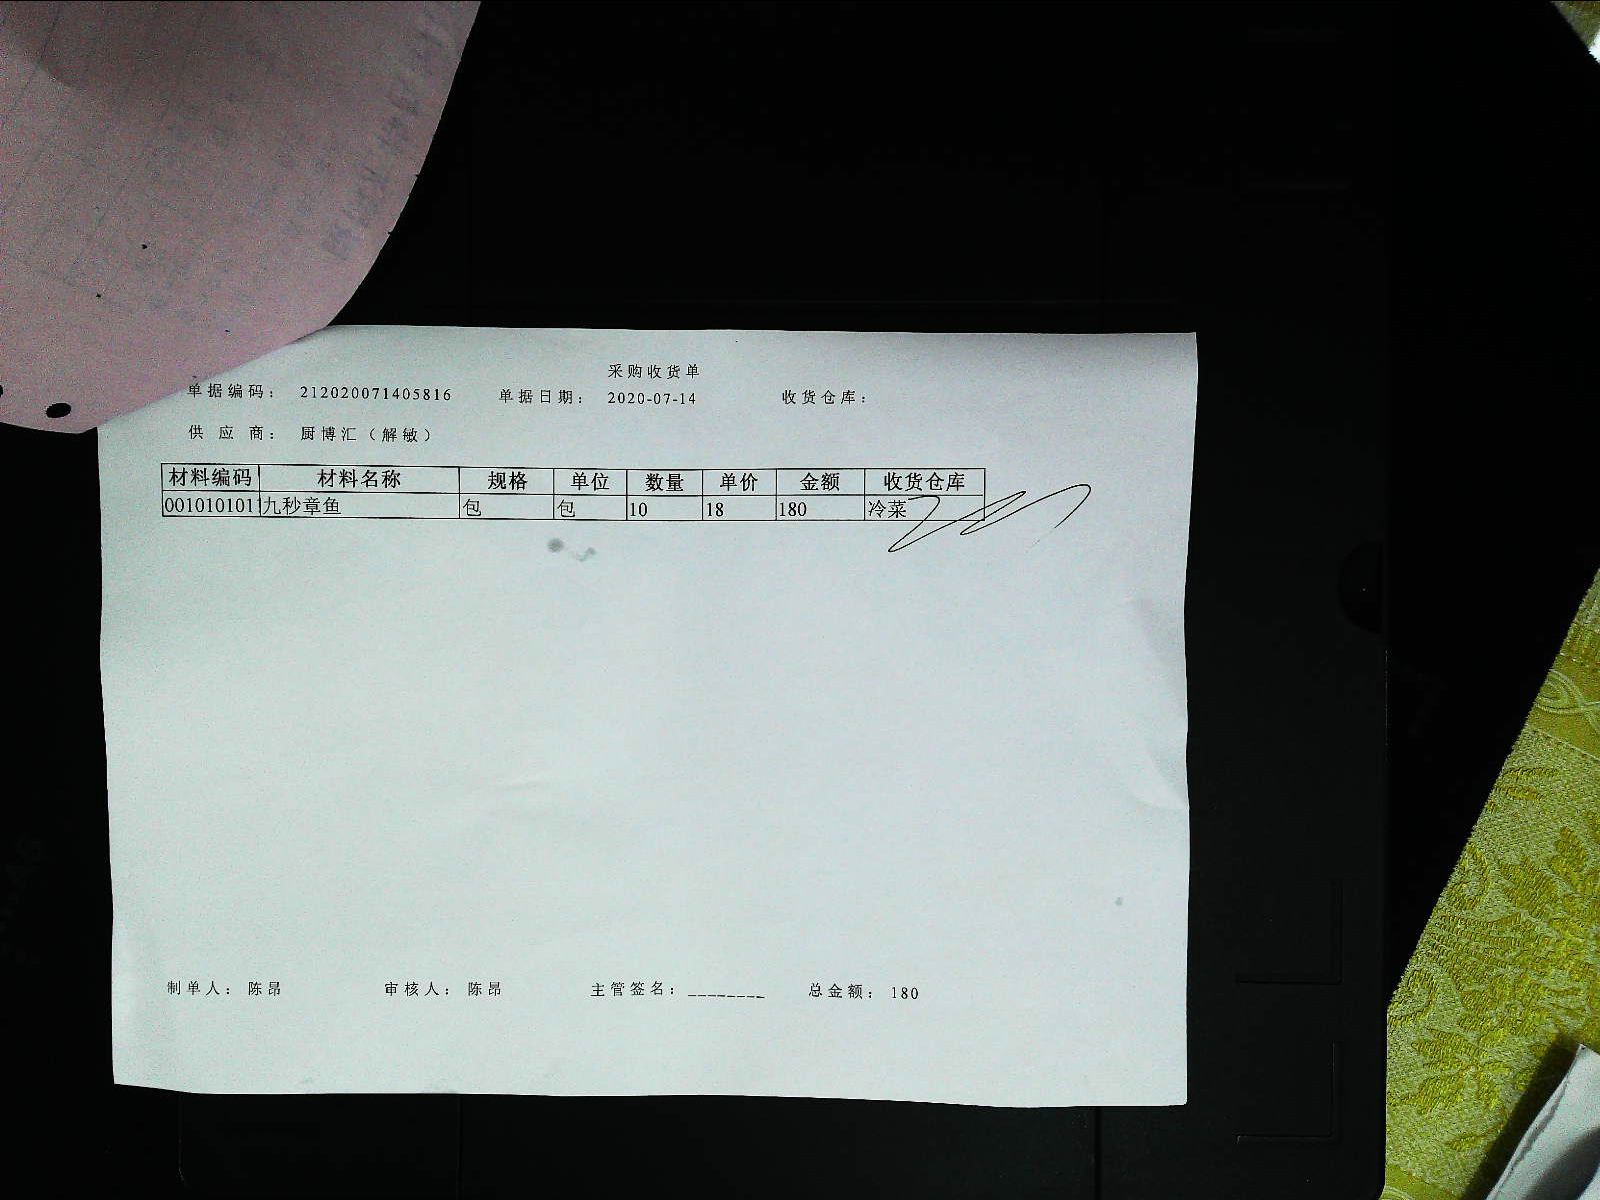 采购收货单
单据编码: 212020071405816 单据日期: 2020-07-14 收货仓库:
供应商: 厨博汇（解敏）
材料编码 材料名称 规格 单位 数量 单价 金额 收货仓库
001010101 九秒章鱼 包 包 10 18 180 冷菜
制单人: 陈昂 审核人: 陈昂 主管签名: ________ 总金额: 180